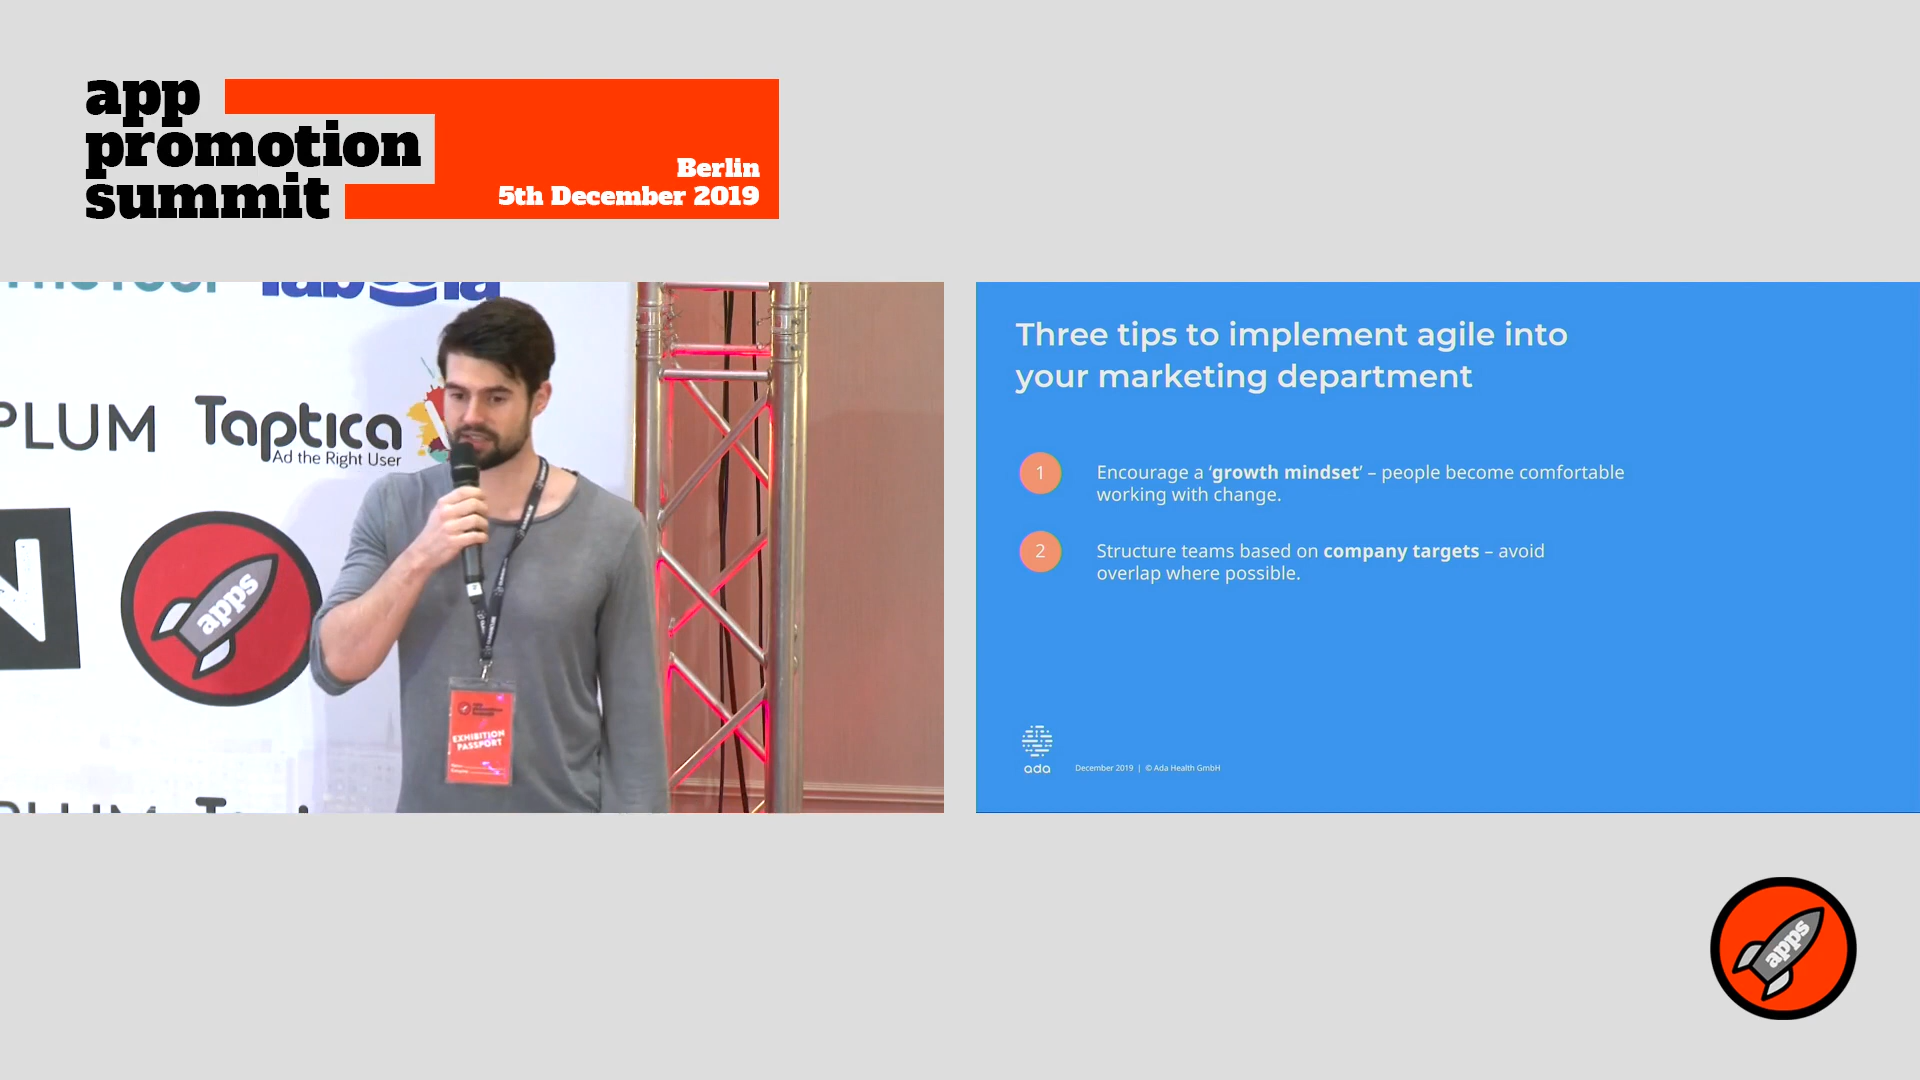 app
promotion
summit
Berlin
5th December 2019
PLUM
Taptica
Ad the Right User
N
apps
EXHIBITION
PASSPORT
Three tips to implement agile into
your marketing department
1
Encourage a ‘growth mindset’ – people become comfortable
working with change.
2
Structure teams based on company targets – avoid
overlap where possible.
ada
December 2019 | © Ada Health GmbH
apps